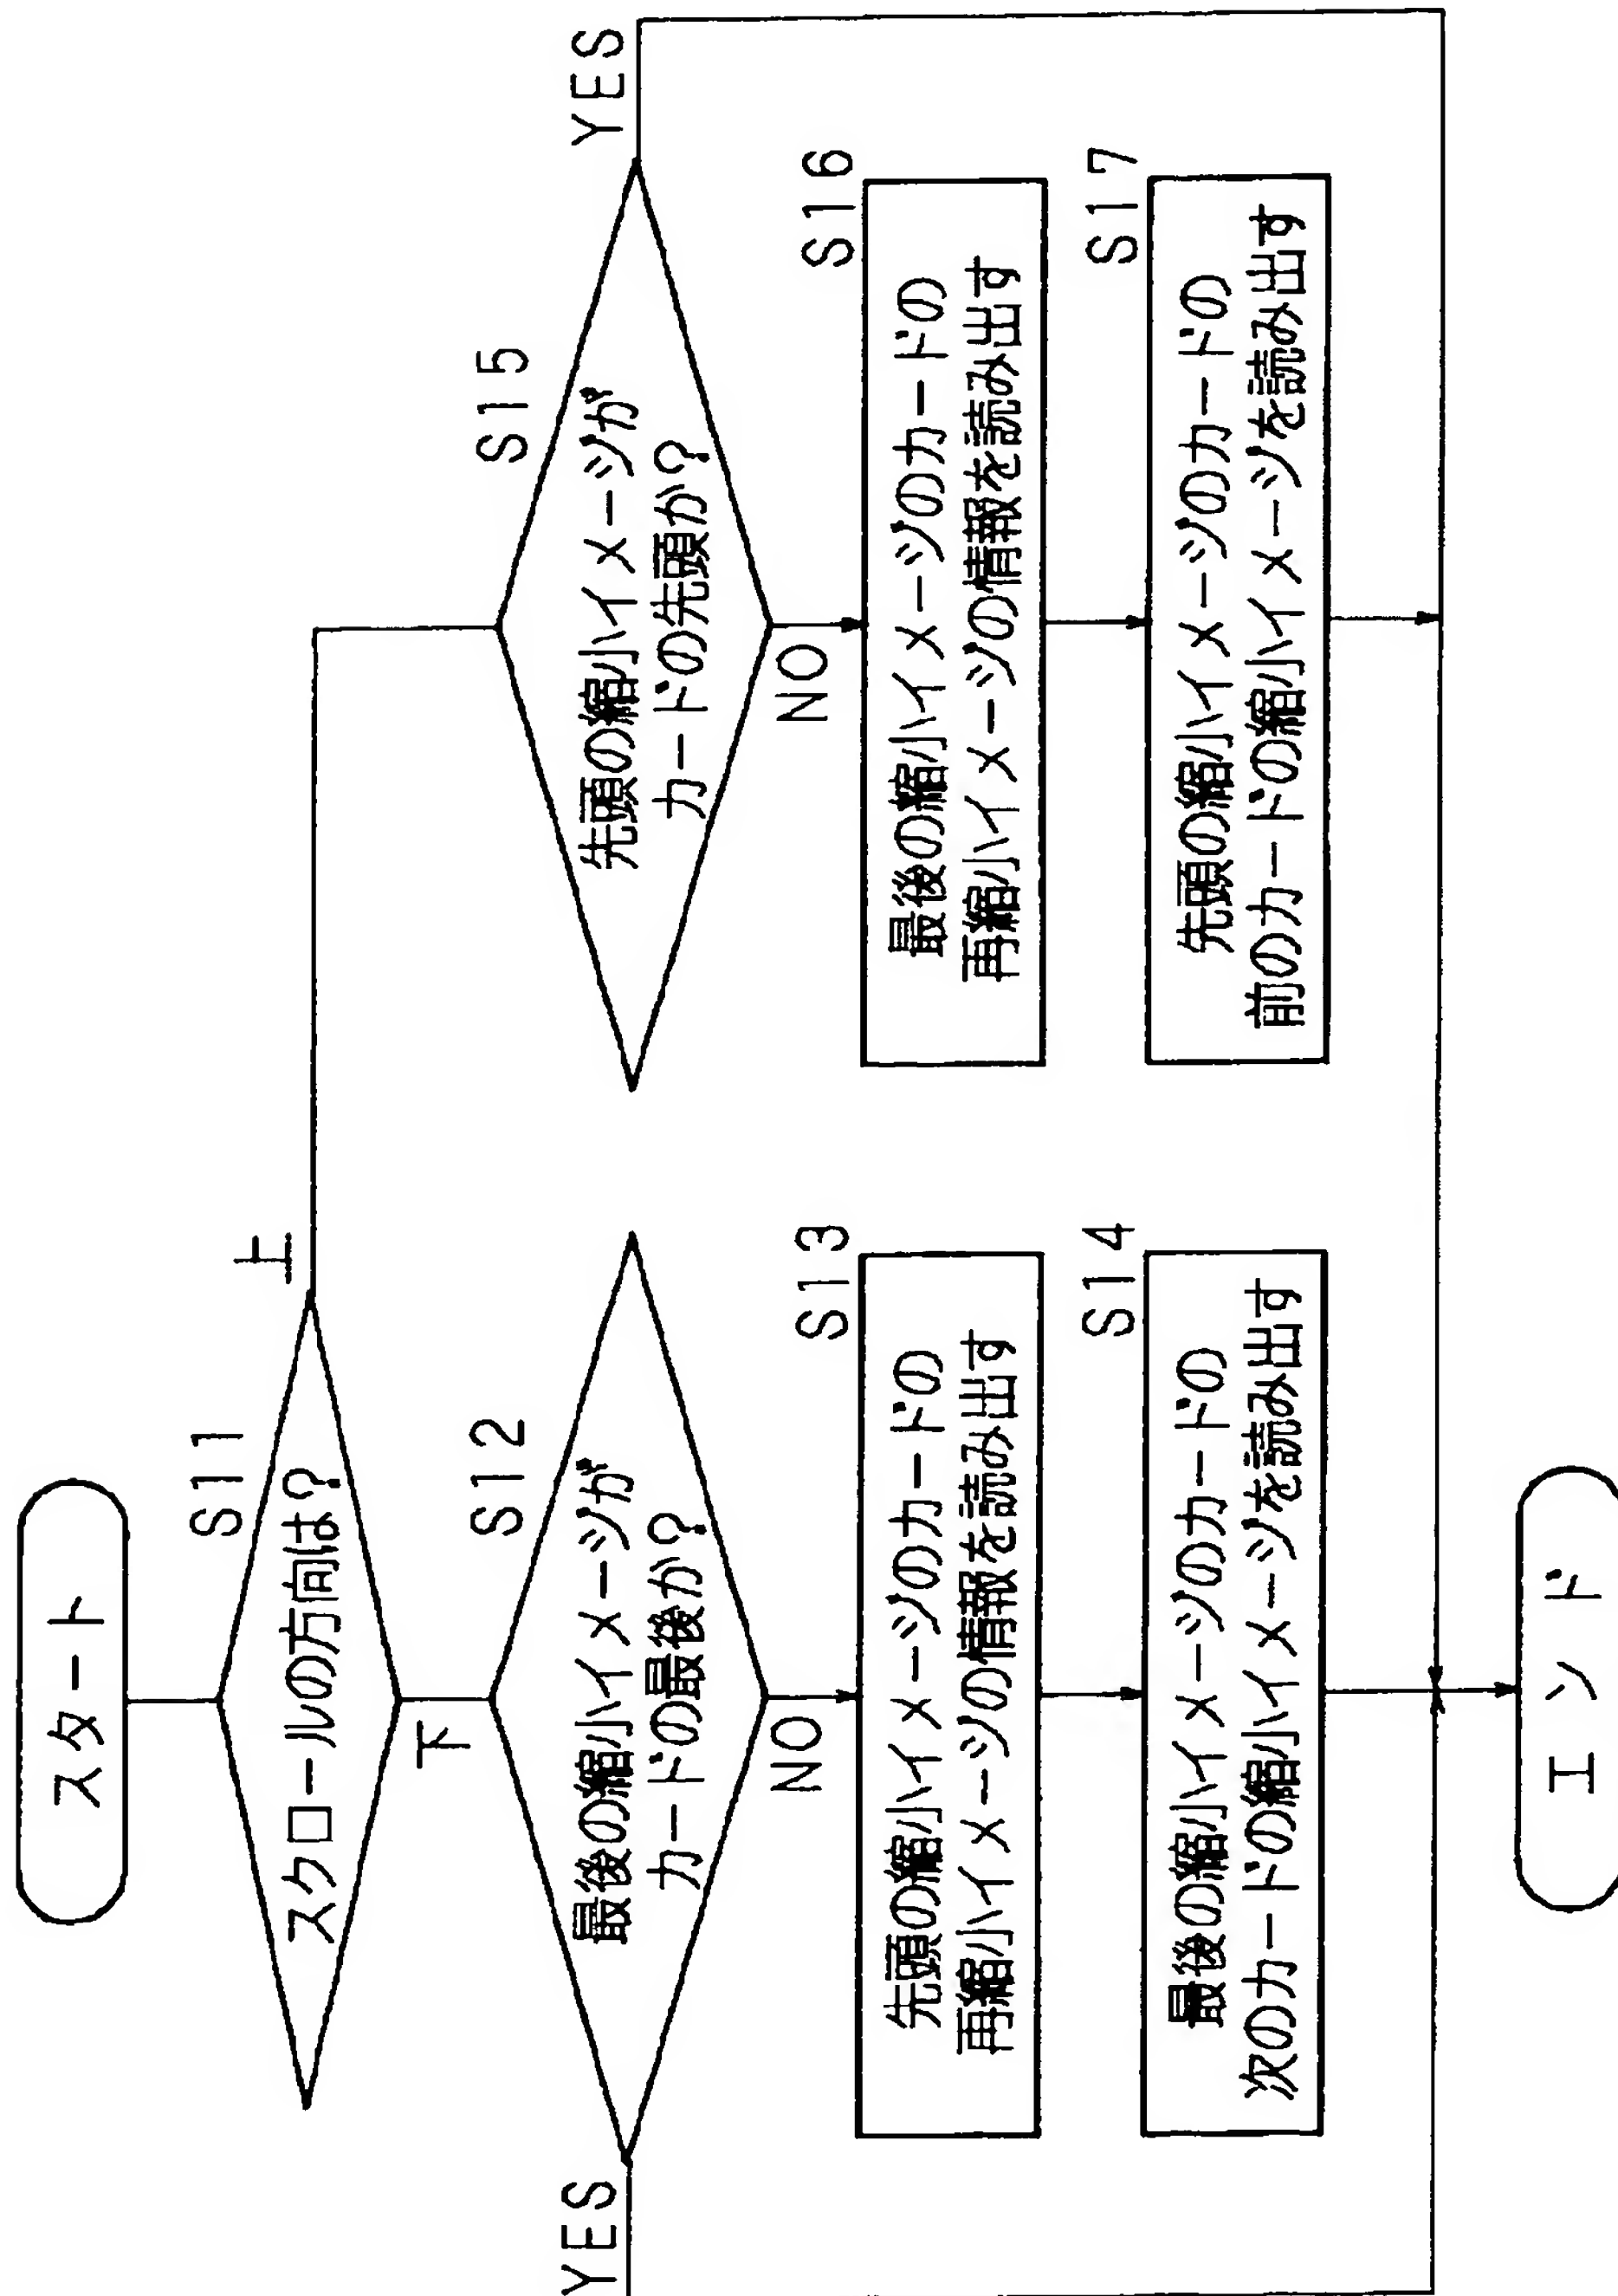 スタート
S11
スクロールの方向は?
上
下
S12
最後の縮小イメージが
カードの最後か?
YES
NO
S13
先頭の縮小イメージのカードの
再縮小イメージの情報を読み出す
S14
最後の縮小イメージのカードの
次のカードの縮小イメージを読み出す
S15
先頭の縮小イメージが
カードの先頭か?
YES
NO
S16
最後の縮小イメージのカードの
再縮小イメージの情報を読み出す
S17
先頭の縮小イメージのカードの
前のカードの縮小イメージを読み出す
エンド